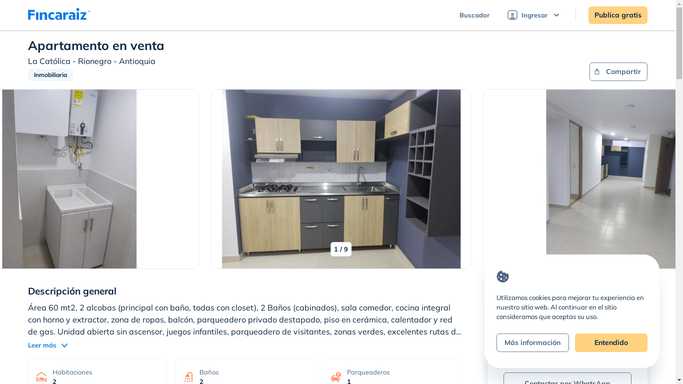 Fincaraiz
Buscador
Ingresar
Publica gratis
Apartamento en venta
La Católica - Rionegro - Antioquia
Inmobiliaria
Compartir
1 / 9
Descripción general
Área 60 mt2, 2 alcobas (principal con baño, todas con closet), 2 Baños (cabinados), sala comedor, cocina integral
con horno y extractor, zona de ropas, balcón, parqueadero privado destapado, piso en cerámica, calentador y red
de gas. Unidad abierta sin ascensor, juegos infantiles, parqueadero de visitantes, zonas verdes, excelentes rutas d...
Leer más
Habitaciones
2
Baños
2
Parqueaderos
1
Utilizamos cookies para mejorar tu experiencia en
nuestro sitio web. Al continuar en el sitio
consideramos que aceptas su uso.
Más información
Entendido
Contactar por WhatsApp